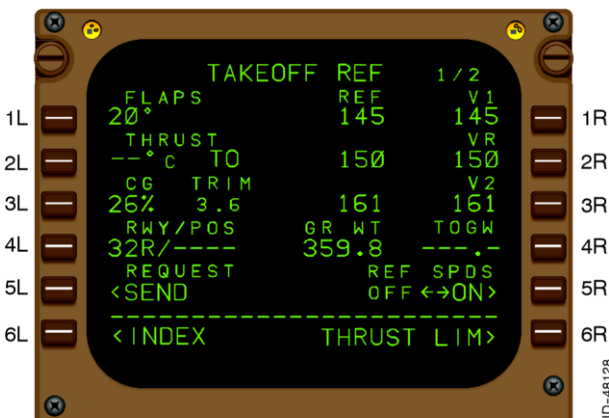 TAKEOFF REF 1/2
FLAPS REF V1
1L 20° 145 145 1R
THRUST VR
2L --°C TO 150 150 2R
CG TRIM V2
3L 26% 3.6 161 161 3R
RWY/POS GR WT TOGW
4L 32R/---- 359.8 ---.- 4R
REQUEST REF SPDS
5L <SEND OFF ←→ON> 5R
--------------------------
6L <INDEX THRUST LIM> 6R
ID-48128